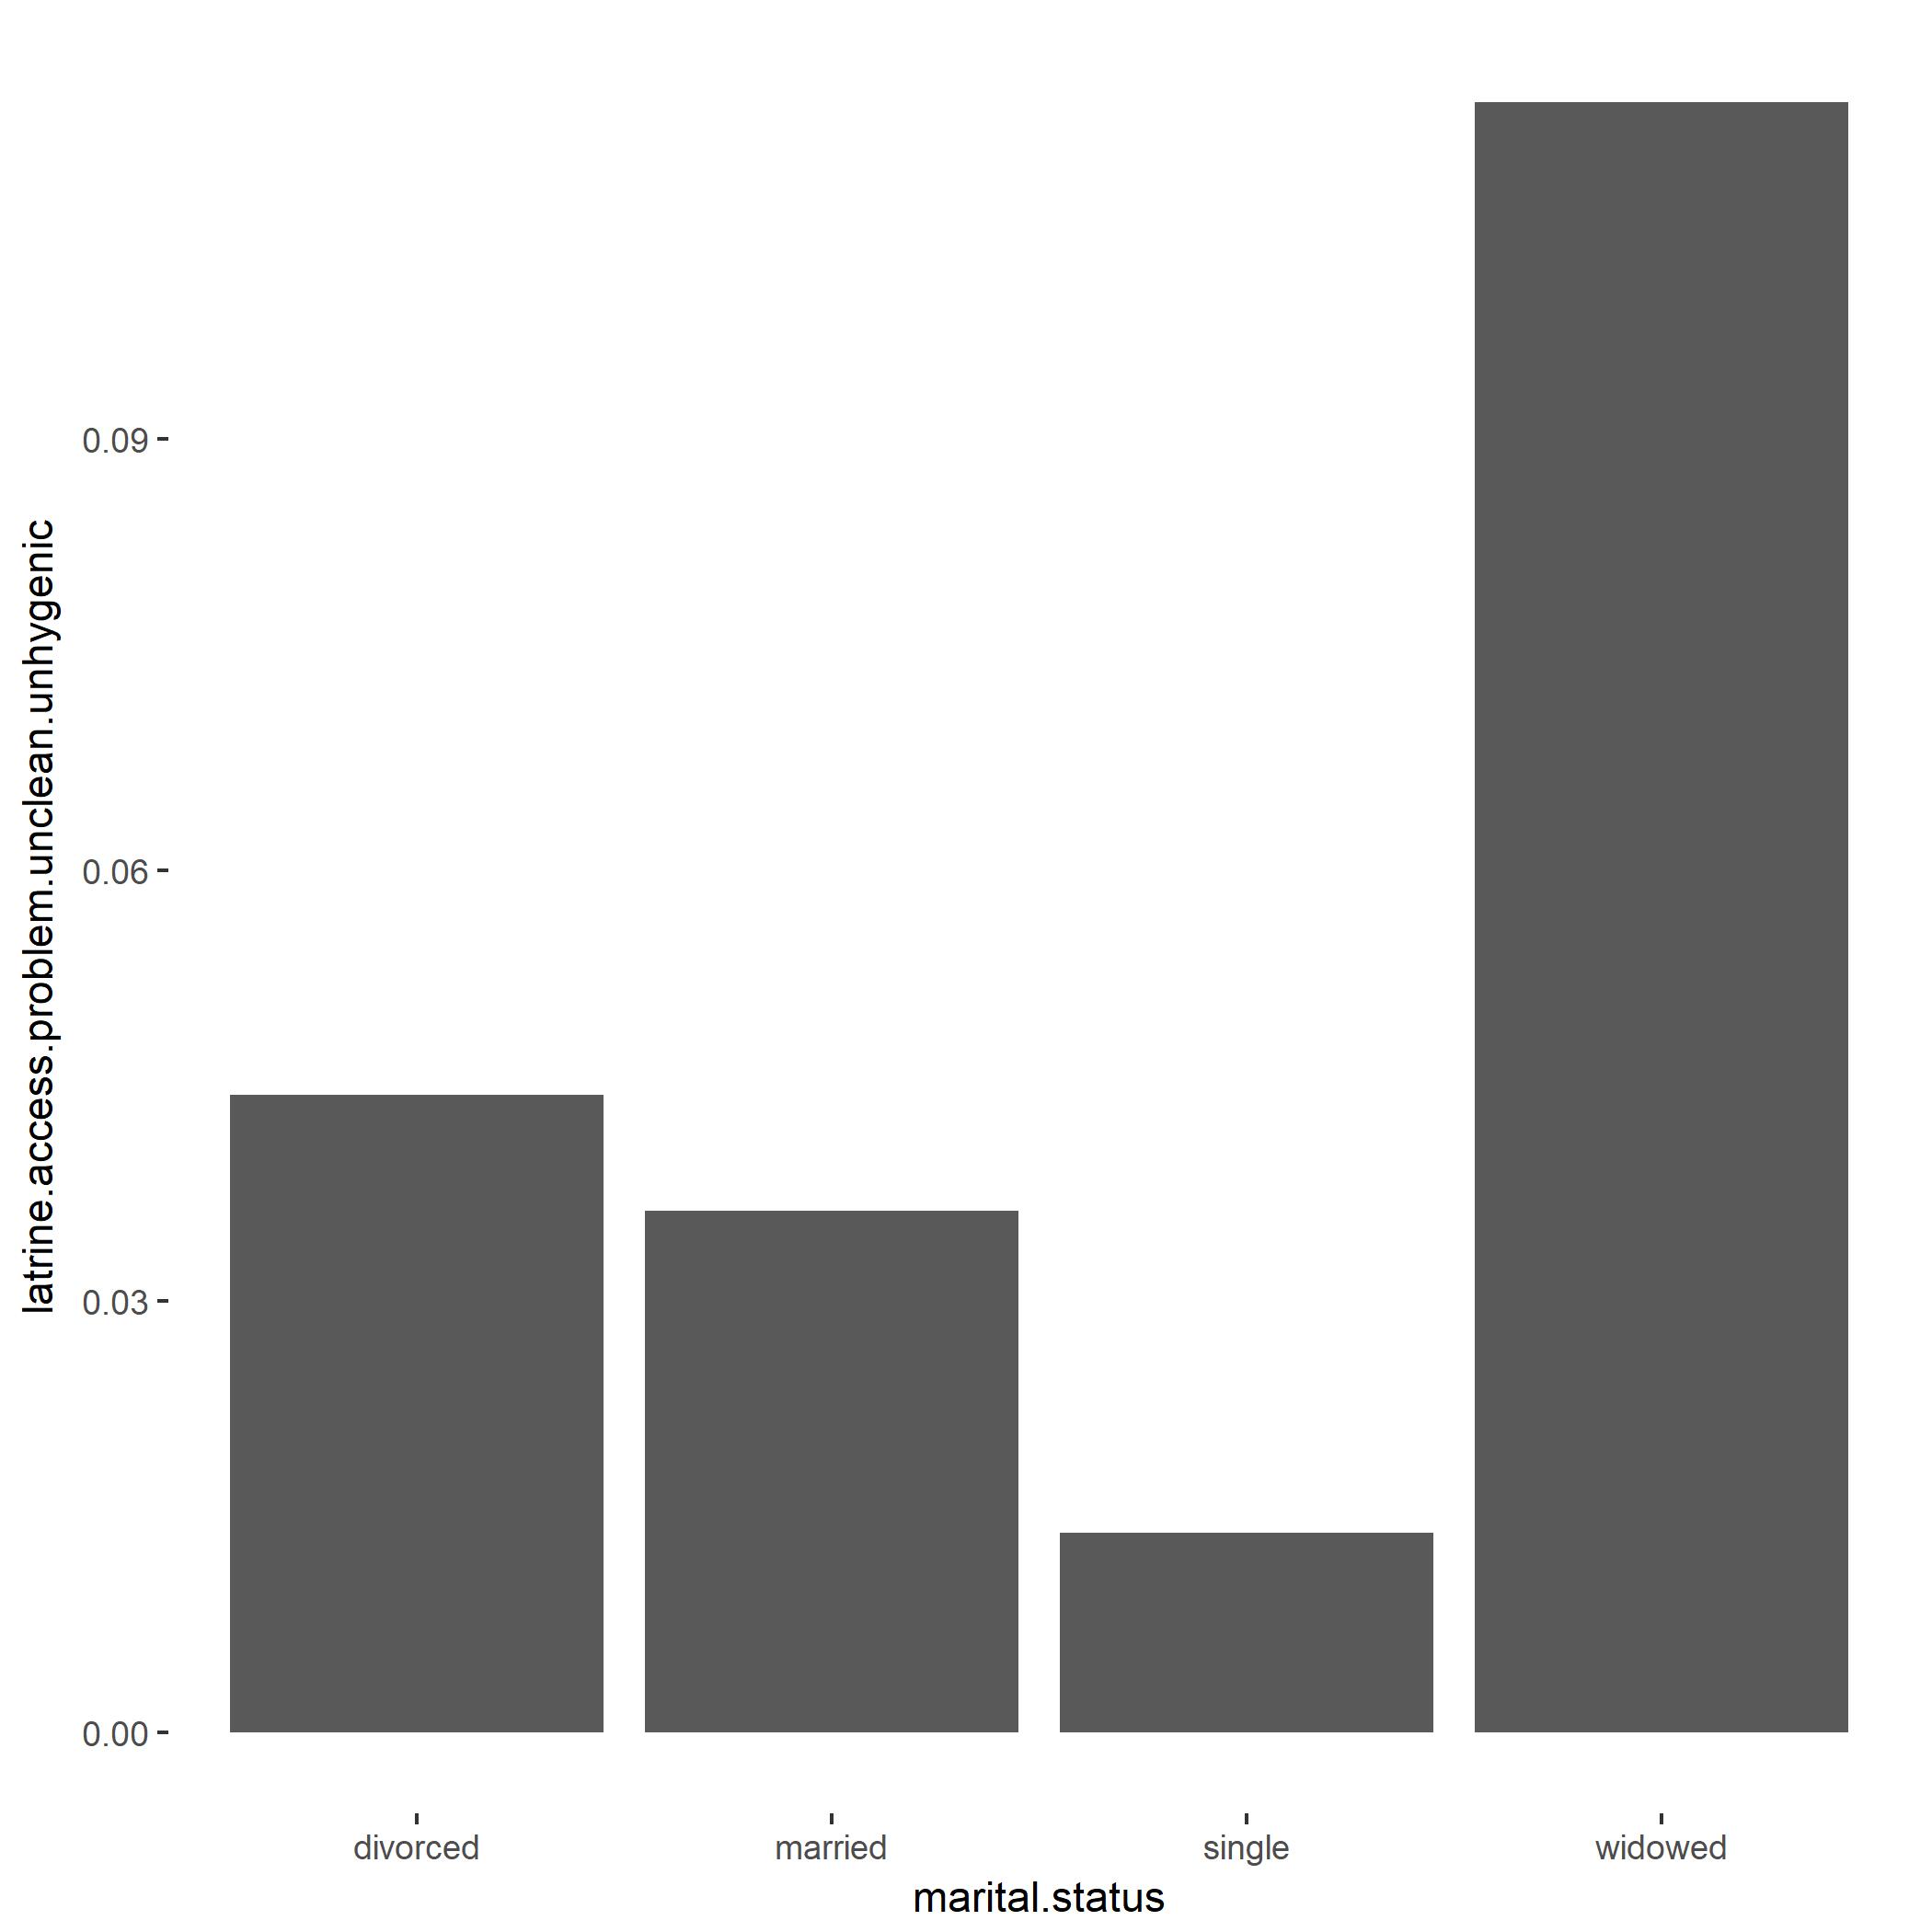 latrine.access.problem.unclean.unhygenic
0.09
0.06
0.03
0.00
divorced married single widowed
marital.status